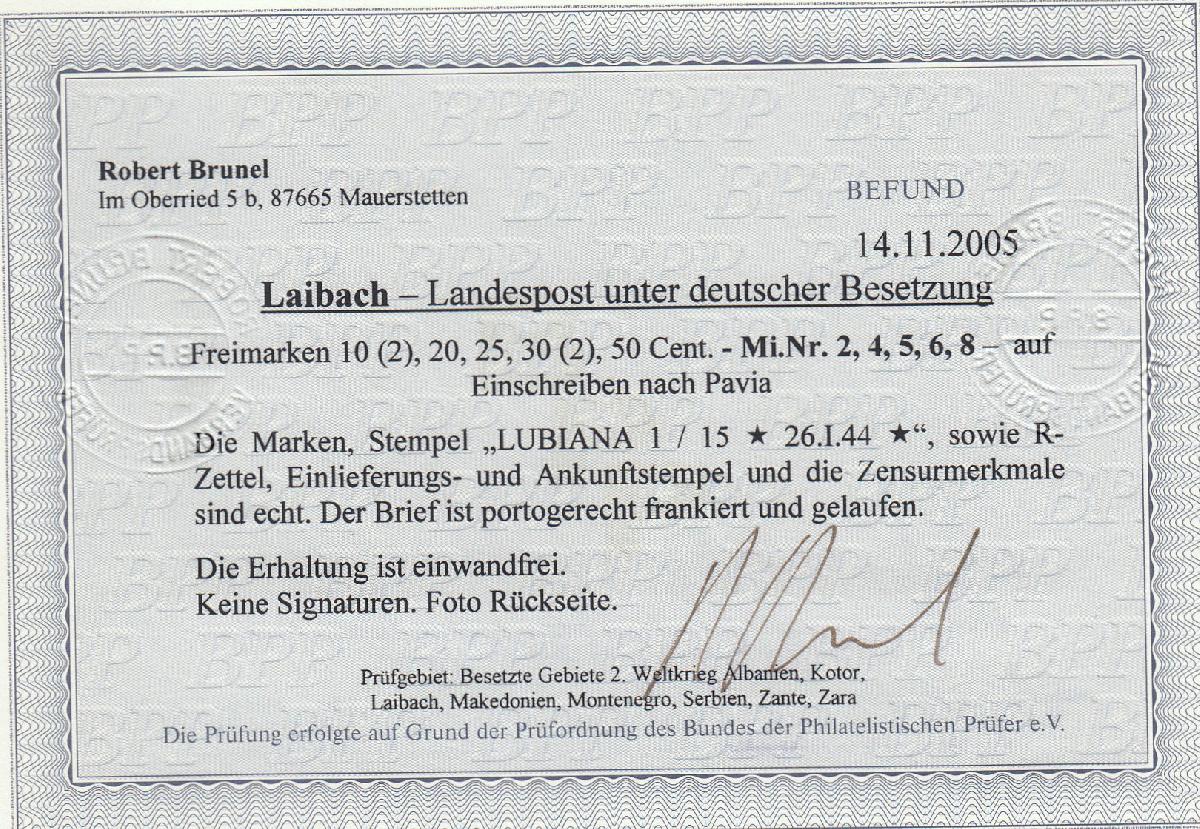 Robert Brunel
Im Oberried 5 b, 87665 Mauerstetten
BEFUND
14.11.2005
Laibach – Landespost unter deutscher Besetzung
Freimarken 10 (2), 20, 25, 30 (2), 50 Cent. - Mi.Nr. 2, 4, 5, 6, 8 – auf
Einschreiben nach Pavia
Die Marken, Stempel „LUBIANA 1 / 15 ★ 26.I.44 ★“, sowie R-
Zettel, Einlieferungs- und Ankunftstempel und die Zensurmerkmale
sind echt. Der Brief ist portogerecht frankiert und gelaufen.
Die Erhaltung ist einwandfrei.
Keine Signaturen. Foto Rückseite.
Prüfgebiet: Besetzte Gebiete 2. Weltkrieg Albanien, Kotor,
Laibach, Makedonien, Montenegro, Serbien, Zante, Zara
Die Prüfung erfolgte auf Grund der Prüfordnung des Bundes der Philatelistischen Prüfer e.V.